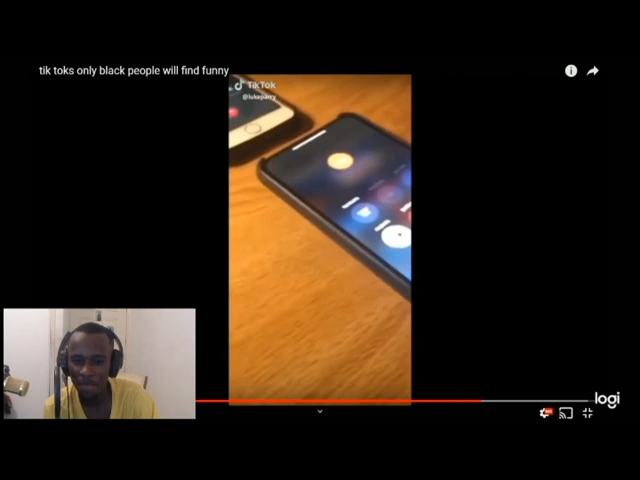 tik toks only black people will find funny
TikTok
@lukeparry
logi